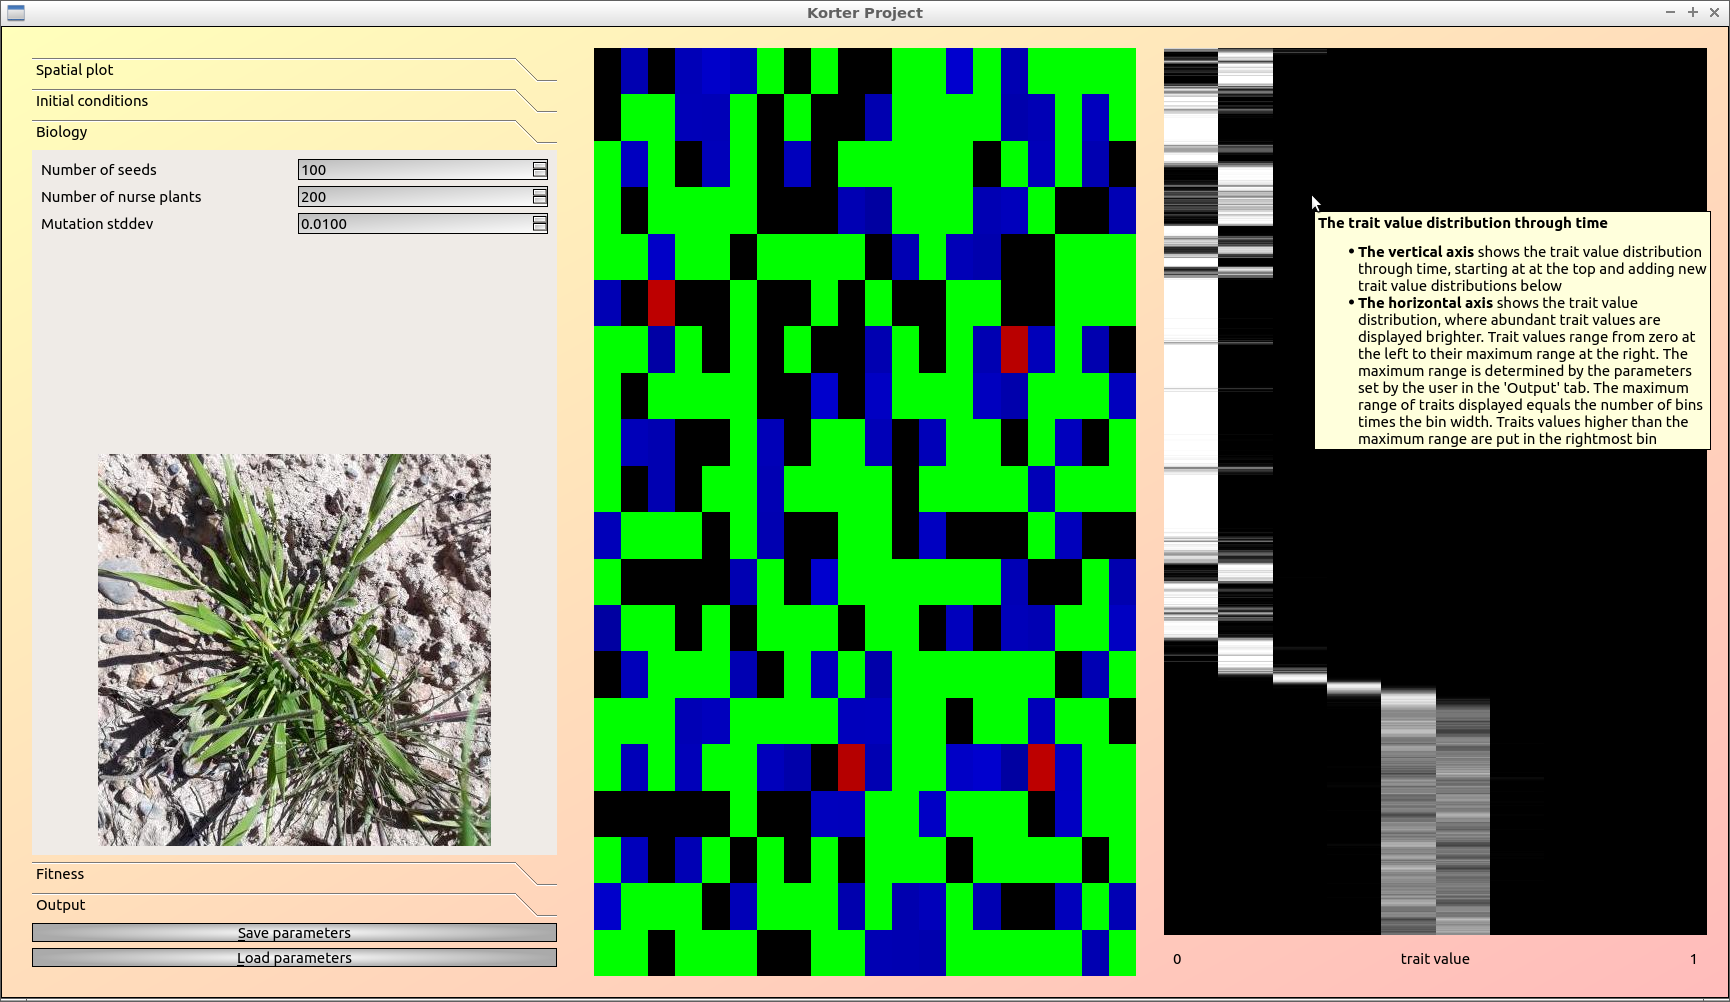 Korter Project
Spatial plot
Initial conditions
Biology
Number of seeds
100
Number of nurse plants
200
Mutation stddev
0.0100
Fitness
Output
Save parameters
Load parameters
The trait value distribution through time
• The vertical axis shows the trait value distribution
through time, starting at at the top and adding new
trait value distributions below
• The horizontal axis shows the trait value
distribution, where abundant trait values are
displayed brighter. Trait values range from zero at
the left to their maximum range at the right. The
maximum range is determined by the parameters
set by the user in the 'Output' tab. The maximum
range of traits displayed equals the number of bins
times the bin width. Traits values higher than the
maximum range are put in the rightmost bin
0
trait value
1